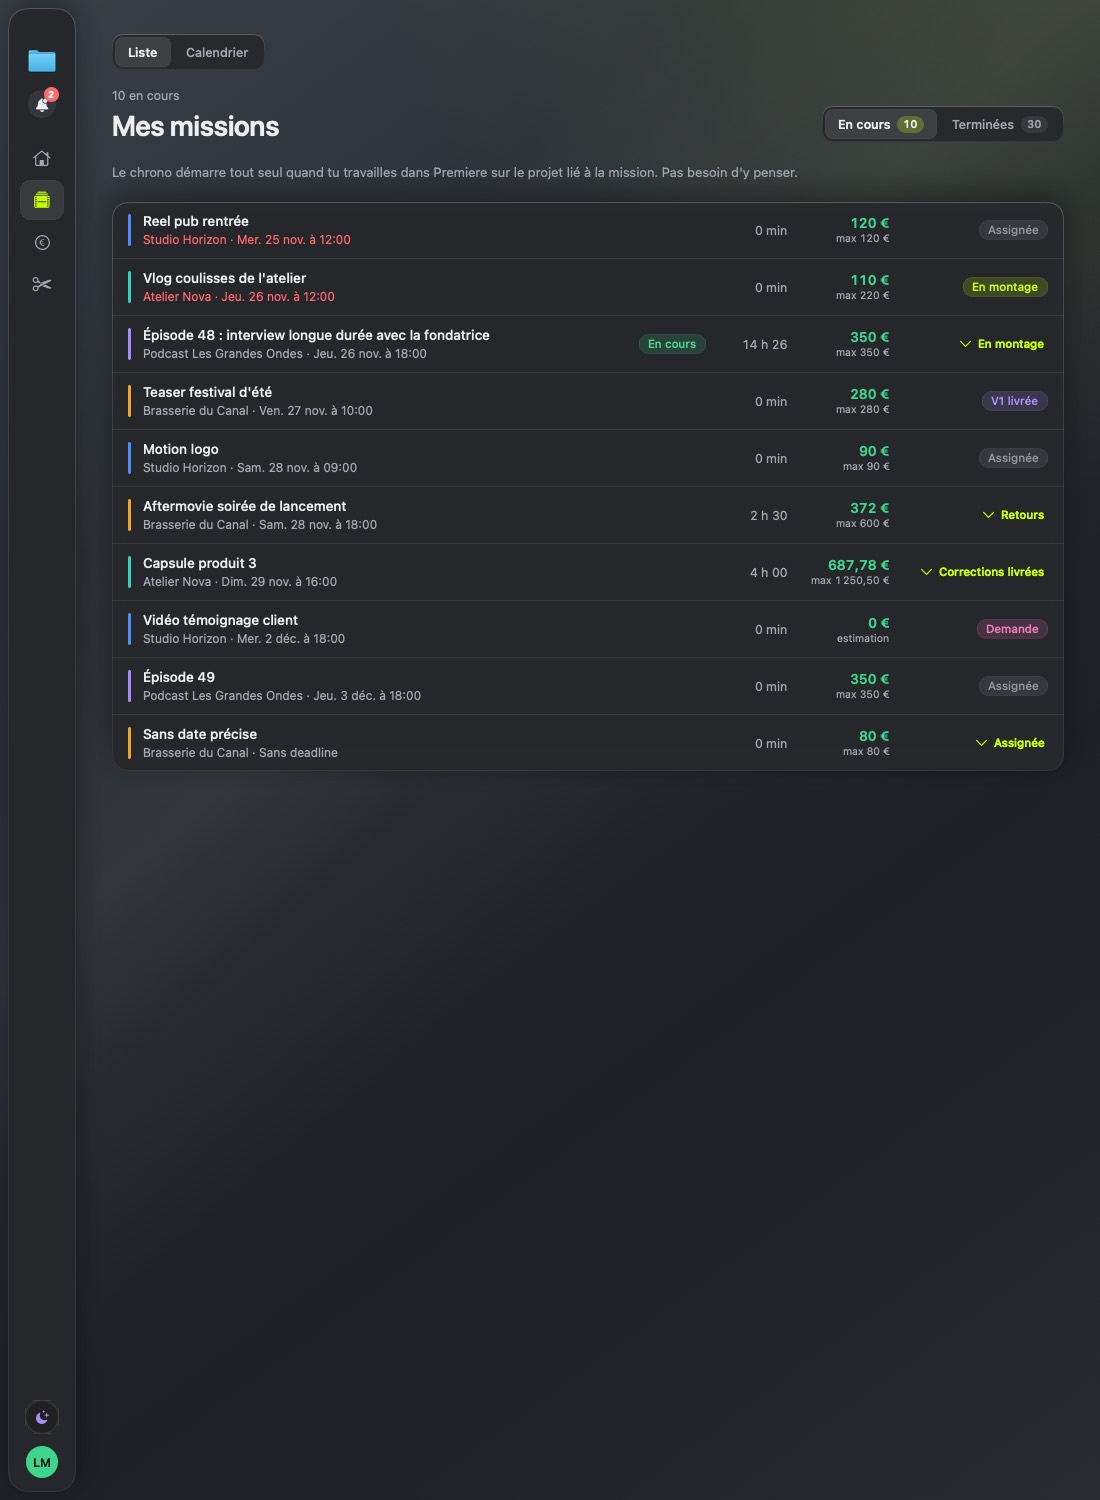 2
Liste Calendrier
10 en cours
Mes missions
En cours 10 Terminées 30
Le chrono démarre tout seul quand tu travailles dans Premiere sur le projet lié à la mission. Pas besoin d'y penser.
Reel pub rentrée
Studio Horizon · Mer. 25 nov. à 12:00
0 min
120 €
max 120 €
Assignée
Vlog coulisses de l'atelier
Atelier Nova · Jeu. 26 nov. à 12:00
0 min
110 €
max 220 €
En montage
Épisode 48 : interview longue durée avec la fondatrice
Podcast Les Grandes Ondes · Jeu. 26 nov. à 18:00
En cours
14 h 26
350 €
max 350 €
En montage
Teaser festival d'été
Brasserie du Canal · Ven. 27 nov. à 10:00
0 min
280 €
max 280 €
V1 livrée
Motion logo
Studio Horizon · Sam. 28 nov. à 09:00
0 min
90 €
max 90 €
Assignée
Aftermovie soirée de lancement
Brasserie du Canal · Sam. 28 nov. à 18:00
2 h 30
372 €
max 600 €
Retours
Capsule produit 3
Atelier Nova · Dim. 29 nov. à 16:00
4 h 00
687,78 €
max 1 250,50 €
Corrections livrées
Vidéo témoignage client
Studio Horizon · Mer. 2 déc. à 18:00
0 min
0 €
estimation
Demande
Épisode 49
Podcast Les Grandes Ondes · Jeu. 3 déc. à 18:00
0 min
350 €
max 350 €
Assignée
Sans date précise
Brasserie du Canal · Sans deadline
0 min
80 €
max 80 €
Assignée
LM